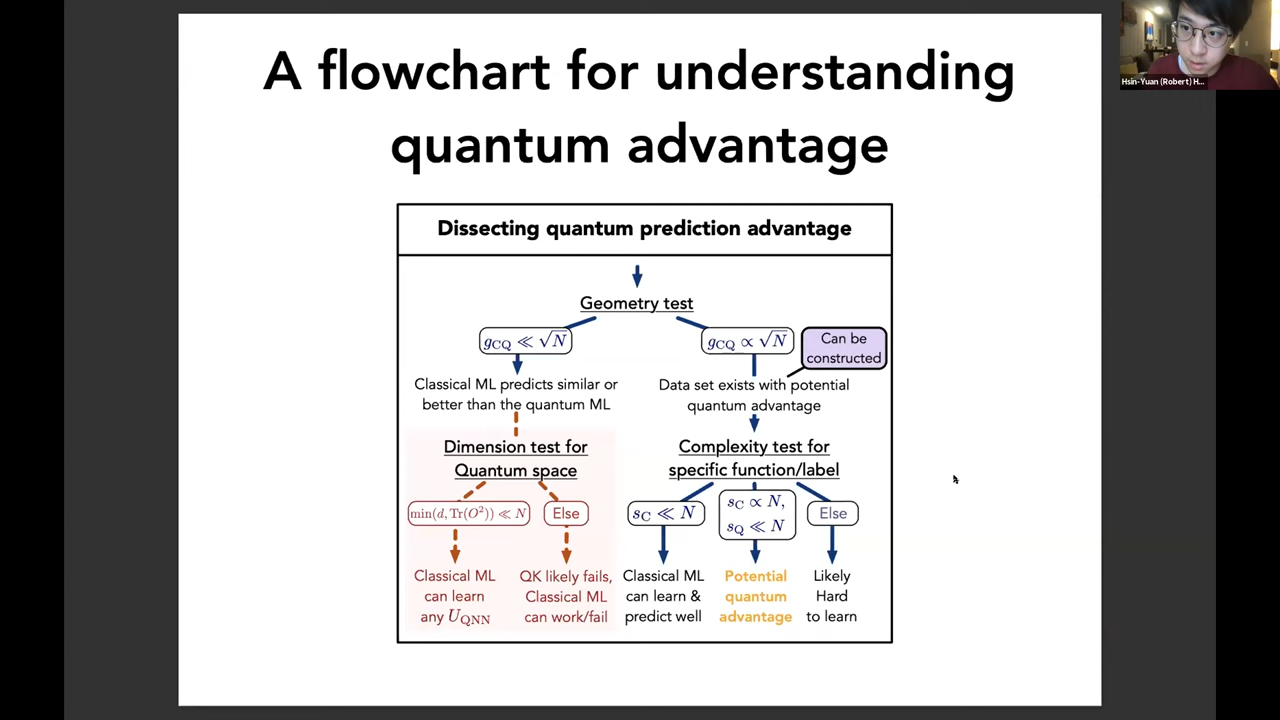 A flowchart for understanding
quantum advantage
Hsin-Yuan (Robert) H...
Dissecting quantum prediction advantage
Geometry test
g_CQ ≪ √N
g_CQ ∝ √N
Can be
constructed
Classical ML predicts similar or
better than the quantum ML
Data set exists with potential
quantum advantage
Dimension test for
Quantum space
Complexity test for
specific function/label
min(d, Tr(O²)) ≪ N
Else
s_C ≪ N
s_C ∝ N,
s_Q ≪ N
Else
Classical ML
can learn
any U_QNN
QK likely fails,
Classical ML
can work/fail
Classical ML
can learn &
predict well
Potential
quantum
advantage
Likely
Hard
to learn